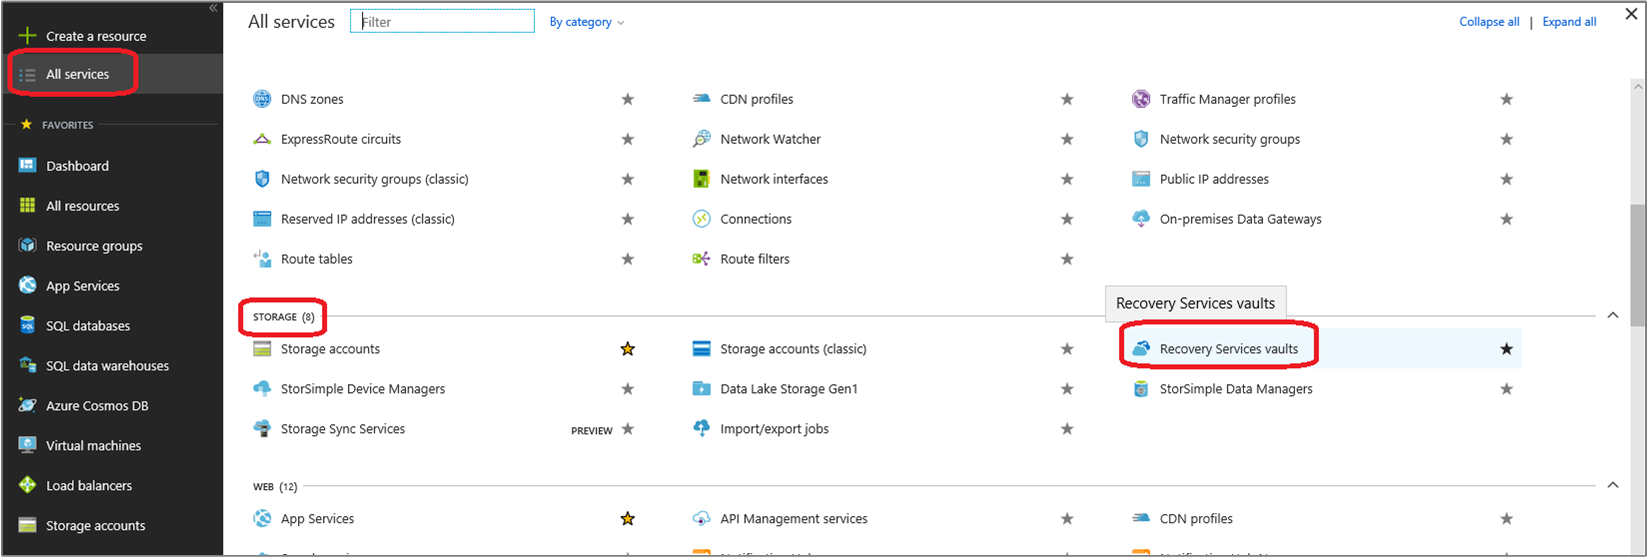 Create a resource
All services
FAVORITES
Dashboard
All resources
Resource groups
App Services
SQL databases
SQL data warehouses
Azure Cosmos DB
Virtual machines
Load balancers
Storage accounts
All services Filter By category Collapse all | Expand all
DNS zones CDN profiles Traffic Manager profiles
ExpressRoute circuits Network Watcher Network security groups
Network security groups (classic) Network interfaces Public IP addresses
Reserved IP addresses (classic) Connections On-premises Data Gateways
Route tables Route filters
Recovery Services vaults
STORAGE (8)
Storage accounts Storage accounts (classic) Recovery Services vaults
StorSimple Device Managers Data Lake Storage Gen1 StorSimple Data Managers
Storage Sync Services PREVIEW Import/export jobs
WEB (12)
App Services API Management services CDN profiles